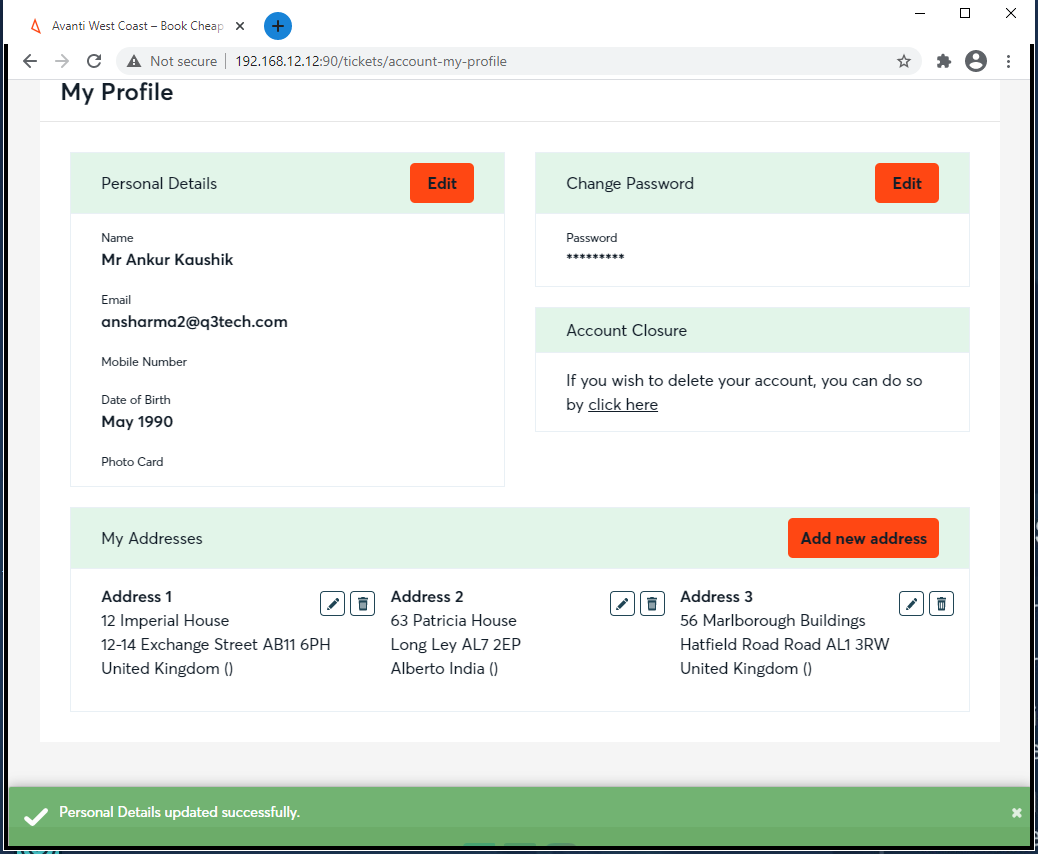 Avanti West Coast – Book Cheap
Not secure
192.168.12.12:90/tickets/account-my-profile
My Profile
Personal Details
Edit
Name
Mr Ankur Kaushik
Email
ansharma2@q3tech.com
Mobile Number
Date of Birth
May 1990
Photo Card
Change Password
Edit
Password
*********
Account Closure
If you wish to delete your account, you can do so
by click here
My Addresses
Add new address
Address 1
12 Imperial House
12-14 Exchange Street AB11 6PH
United Kingdom ()
Address 2
63 Patricia House
Long Ley AL7 2EP
Alberto India ()
Address 3
56 Marlborough Buildings
Hatfield Road Road AL1 3RW
United Kingdom ()
Personal Details updated successfully.